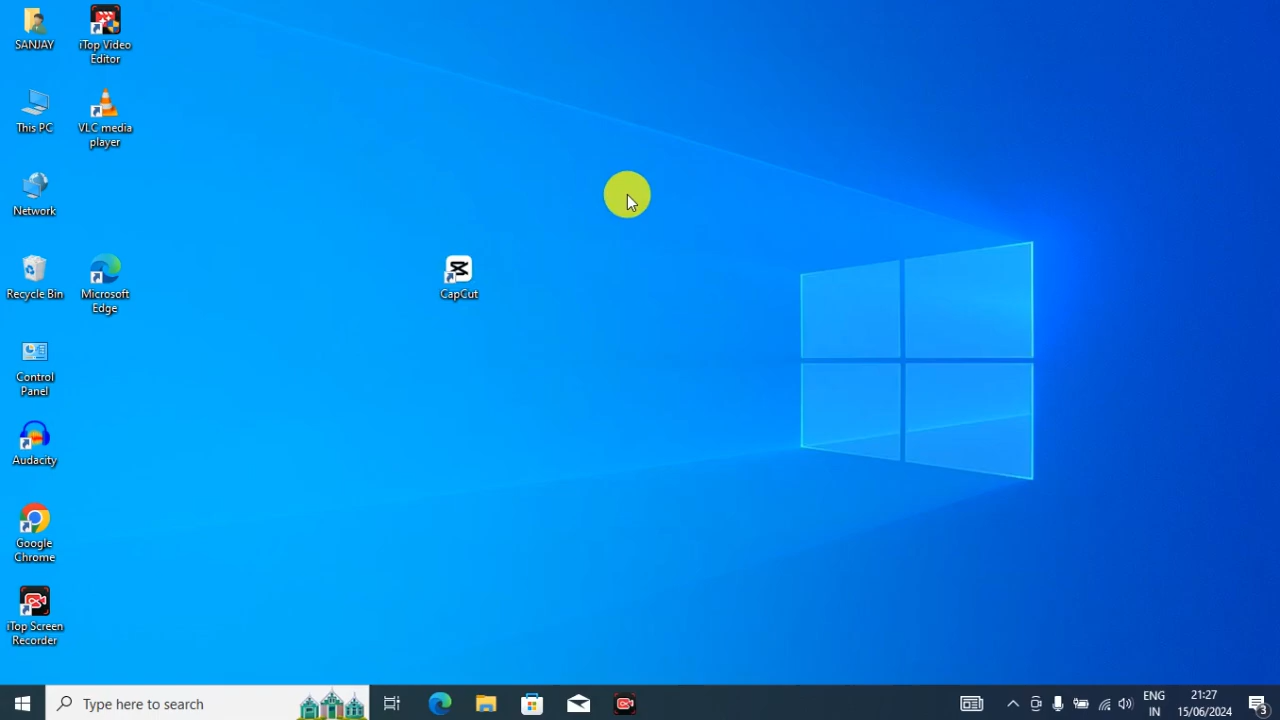 SANJAY
iTop Video
Editor
This PC
VLC media
player
Network
Recycle Bin
Microsoft
Edge
CapCut
Control
Panel
Audacity
Google
Chrome
iTop Screen
Recorder
Type here to search
ENG
IN
21:27
15/06/2024
3